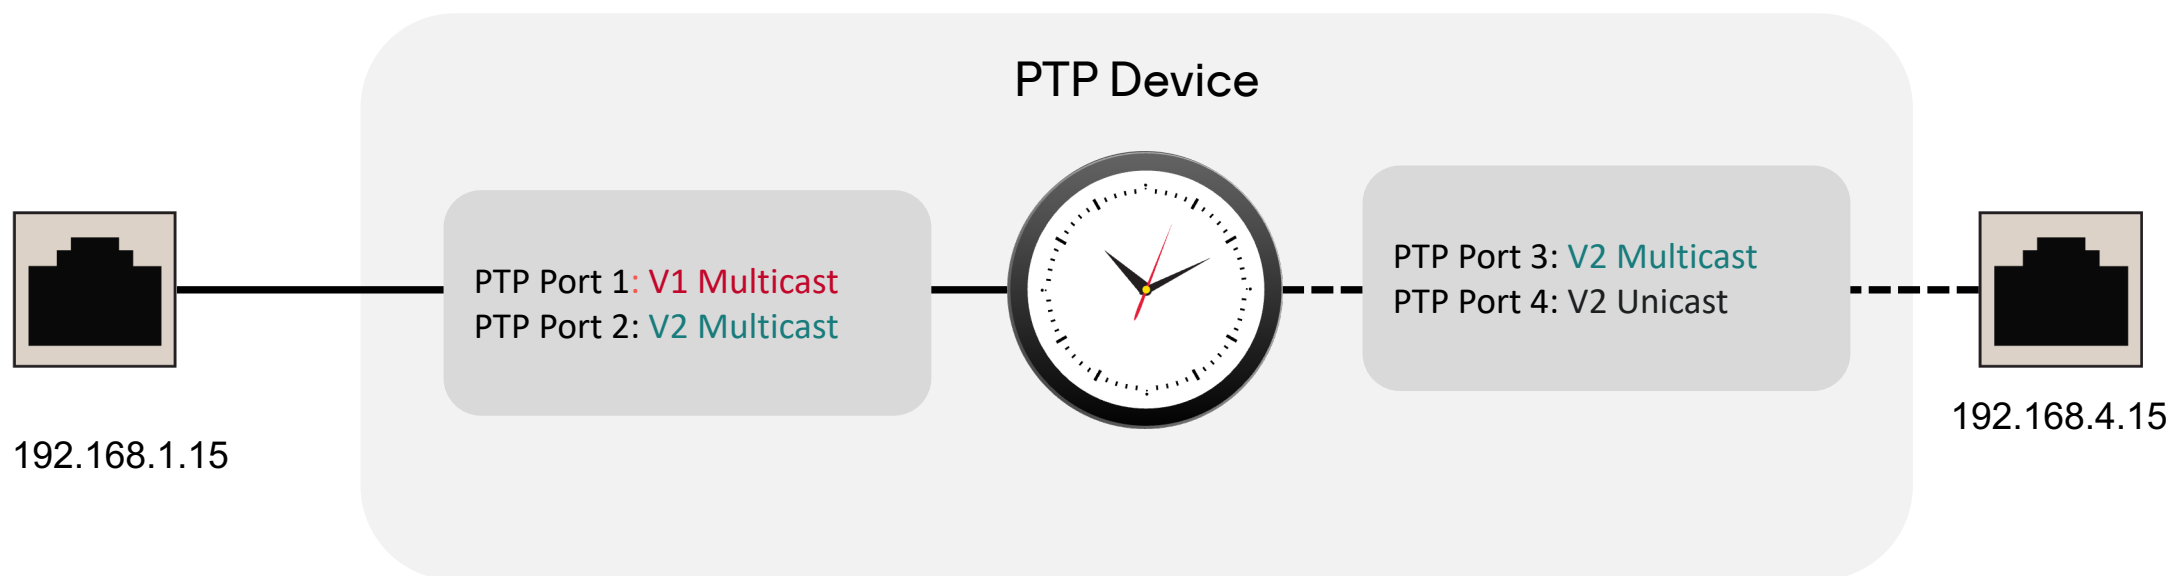 PTP Device
PTP Port 1: V1 Multicast
PTP Port 2: V2 Multicast
PTP Port 3: V2 Multicast
PTP Port 4: V2 Unicast
192.168.1.15
192.168.4.15